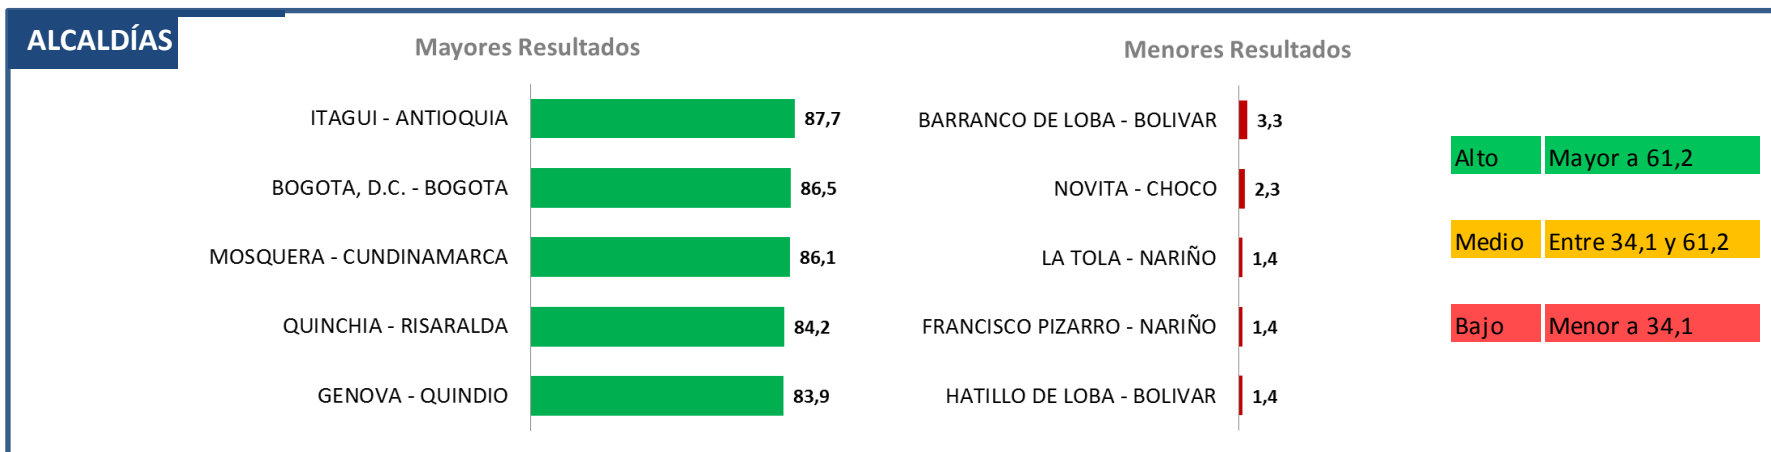 ALCALDÍAS
Mayores Resultados
ITAGUI - ANTIOQUIA 87,7
BOGOTA, D.C. - BOGOTA 86,5
MOSQUERA - CUNDINAMARCA 86,1
QUINCHIA - RISARALDA 84,2
GENOVA - QUINDIO 83,9
Menores Resultados
BARRANCO DE LOBA - BOLIVAR 3,3
NOVITA - CHOCO 2,3
LA TOLA - NARIÑO 1,4
FRANCISCO PIZARRO - NARIÑO 1,4
HATILLO DE LOBA - BOLIVAR 1,4
Alto Mayor a 61,2
Medio Entre 34,1 y 61,2
Bajo Menor a 34,1